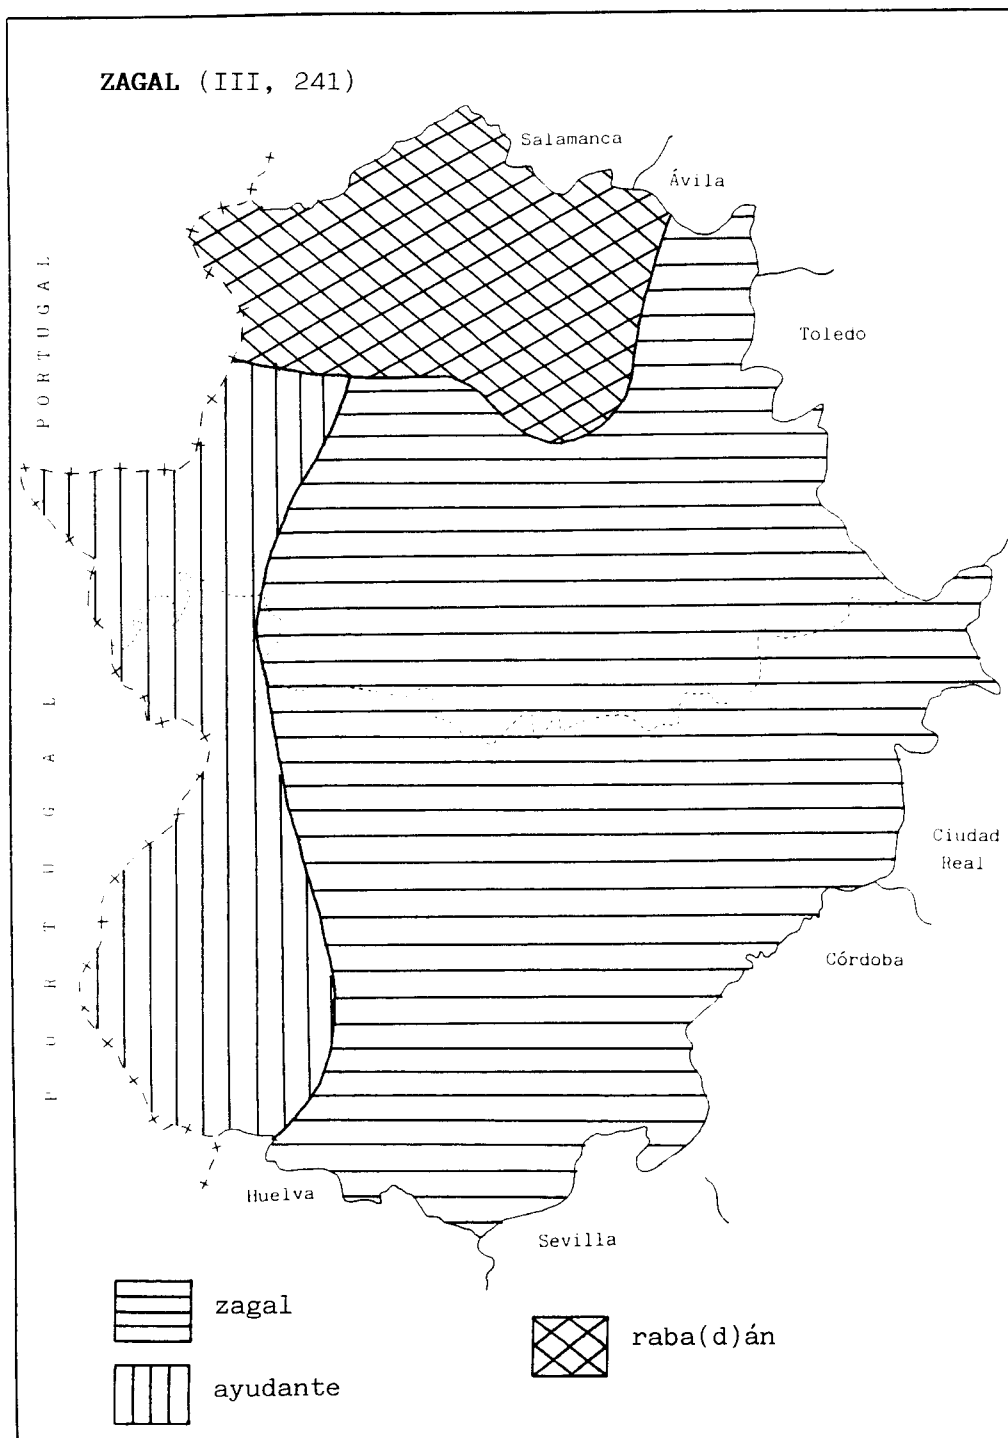 ZAGAL (III, 241)
Salamanca
Ávila
PORTUGAL
Toledo
PORTUGAL
Ciudad
Real
Córdoba
Huelva
Sevilla
zagal
raba(d)án
ayudante